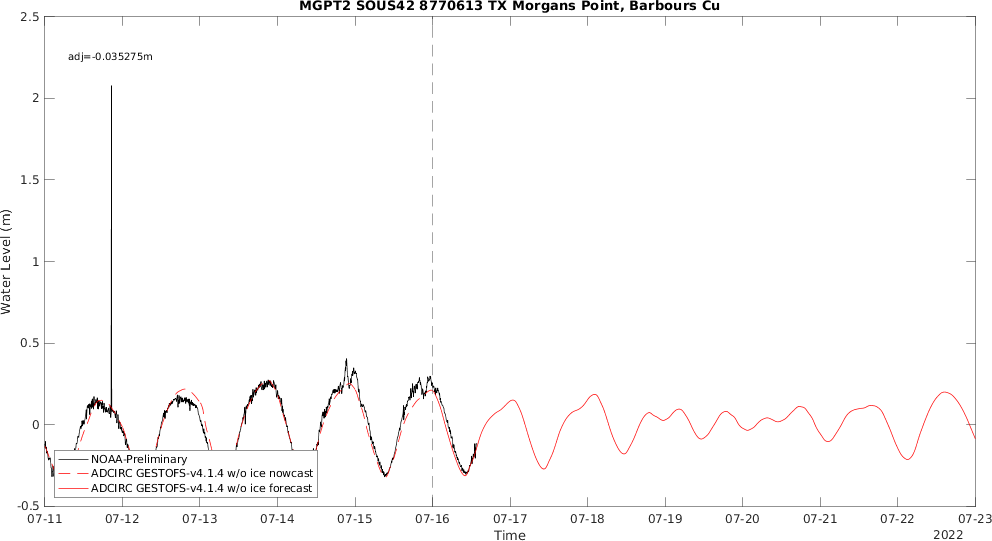 MGPT2 SOUS42 8770613 TX Morgans Point, Barbours Cu
adj=-0.035275m
2.5
2
1.5
1
0.5
0
-0.5
Water Level (m)
NOAA-Preliminary
ADCIRC GESTOFS-v4.1.4 w/o ice nowcast
ADCIRC GESTOFS-v4.1.4 w/o ice forecast
07-11 07-12 07-13 07-14 07-15 07-16 07-17 07-18 07-19 07-20 07-21 07-22 07-23
Time
2022